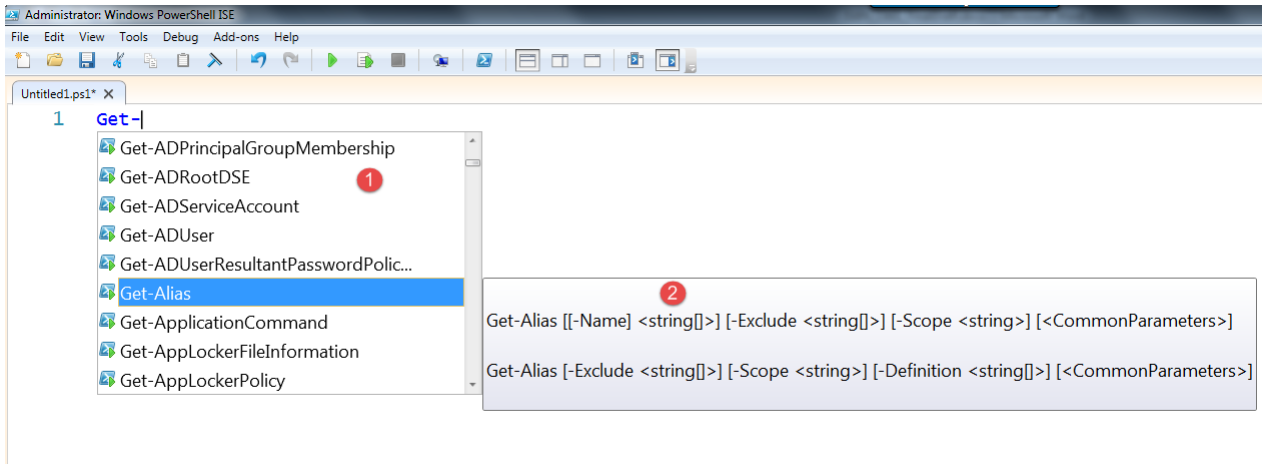 Administrator: Windows PowerShell ISE
File Edit View Tools Debug Add-ons Help
Untitled1.ps1* X
1 Get-
Get-ADPrincipalGroupMembership
Get-ADRootDSE
1
Get-ADServiceAccount
Get-ADUser
Get-ADUserResultantPasswordPolic...
Get-Alias
Get-ApplicationCommand
Get-AppLockerFileInformation
Get-AppLockerPolicy
2
Get-Alias [[-Name] <string[]>] [-Exclude <string[]>] [-Scope <string>] [<CommonParameters>]
Get-Alias [-Exclude <string[]>] [-Scope <string>] [-Definition <string[]>] [<CommonParameters>]